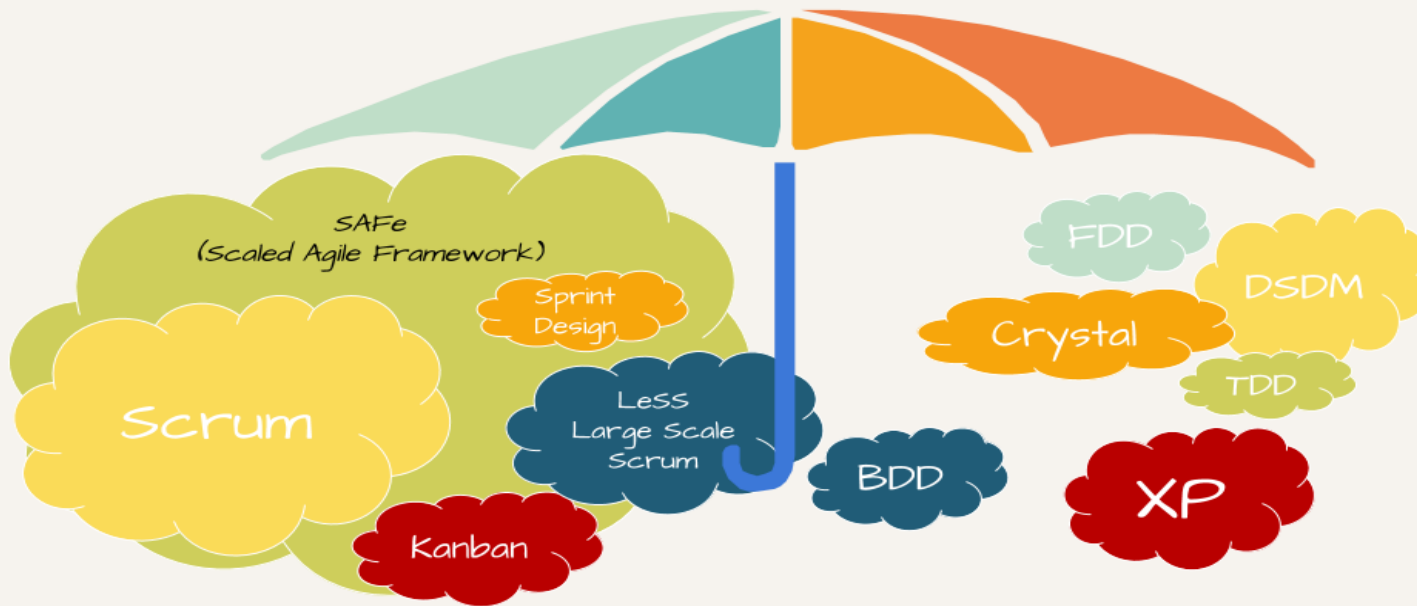 SAFe
(Scaled Agile Framework)
Sprint
Design
Scrum
LeSS
Large Scale
Scrum
Kanban
FDD
DSDM
Crystal
TDD
BDD
XP